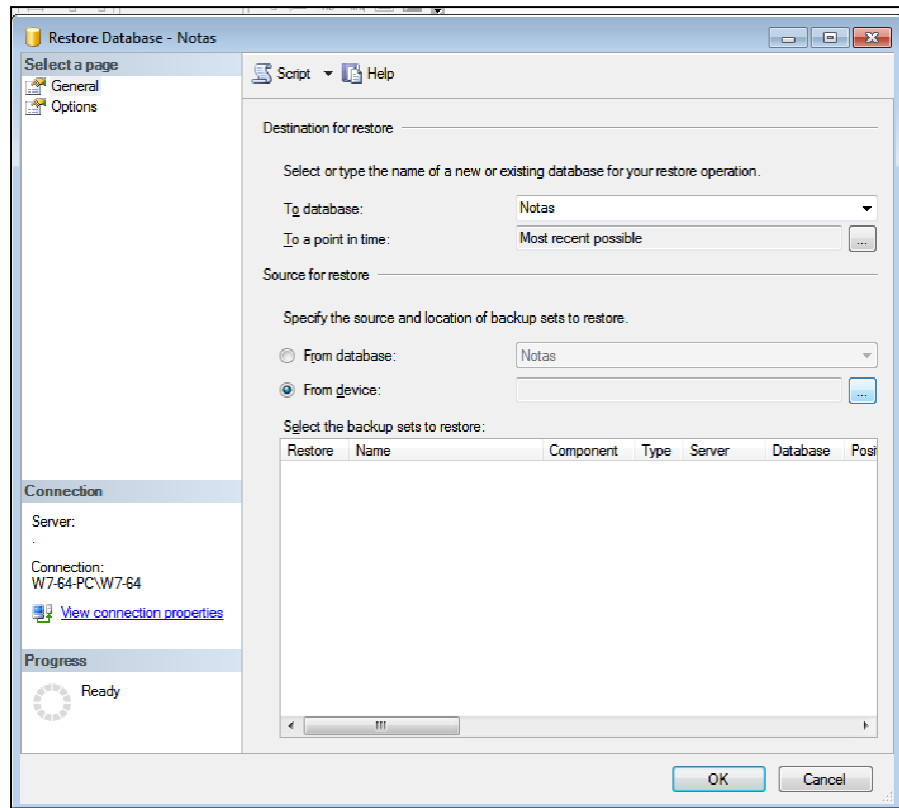 Restore Database - Notas
Select a page
General
Options
Script
Help
Destination for restore
Select or type the name of a new or existing database for your restore operation.
To database:
Notas
To a point in time:
Most recent possible
...
Source for restore
Specify the source and location of backup sets to restore.
From database:
Notas
From device:
...
Select the backup sets to restore:
Restore Name Component Type Server Database Posi
Connection
Server:
.
Connection:
W7-64-PC\W7-64
View connection properties
Progress
Ready
OK
Cancel